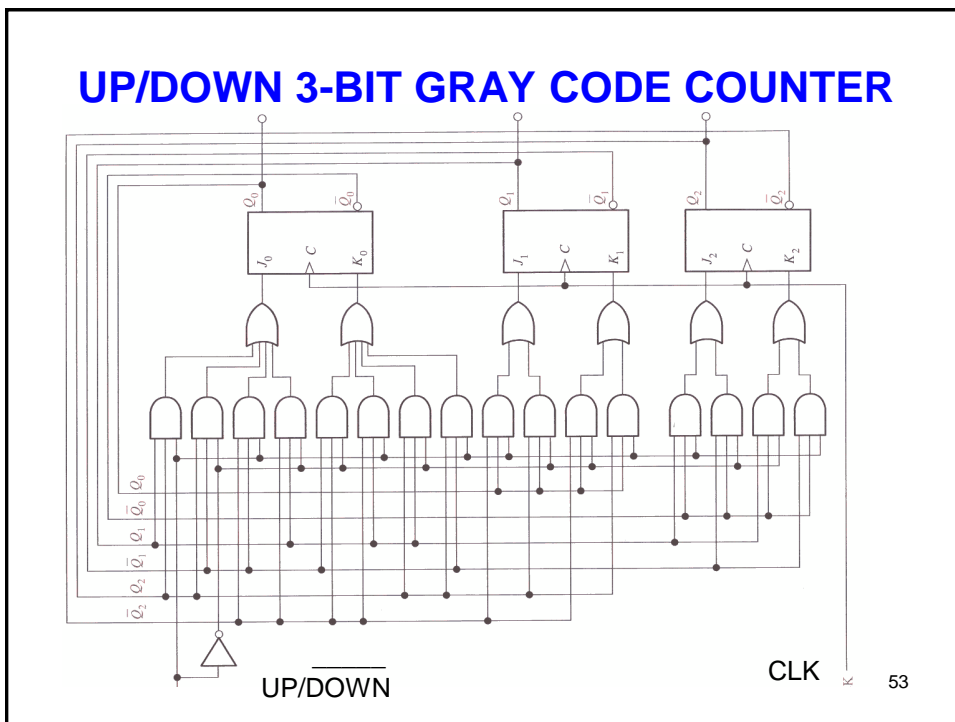 UP/DOWN 3-BIT GRAY CODE COUNTER
Q₀ Q̅₀ Q₁ Q̅₁ Q₂ Q̅₂
J₀ C K₀ J₁ C K₁ J₂ C K₂
Q₀
Q̅₀
Q₁
Q̅₁
Q₂
Q̅₂
UP/D̅O̅W̅N̅
CLK K 53